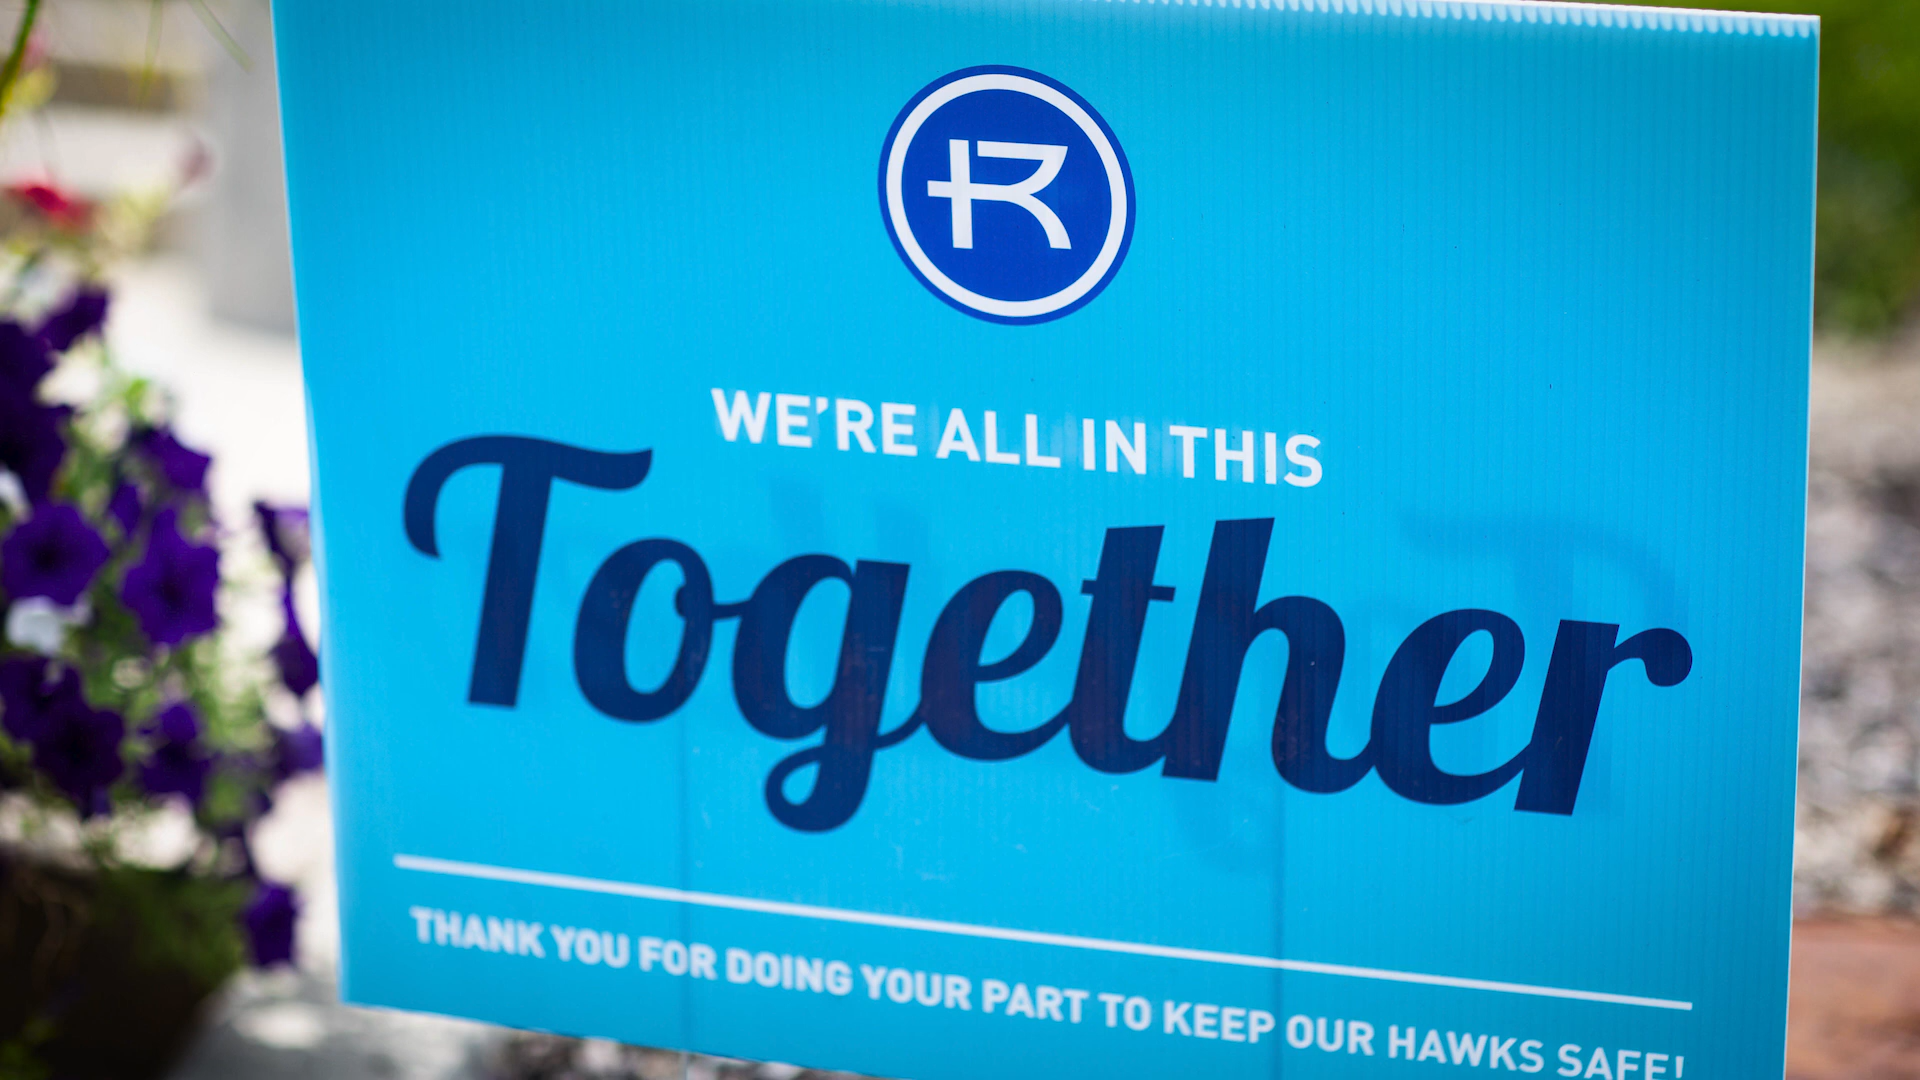 R
WE'RE ALL IN THIS
Together
THANK YOU FOR DOING YOUR PART TO KEEP OUR HAWKS SAFE!